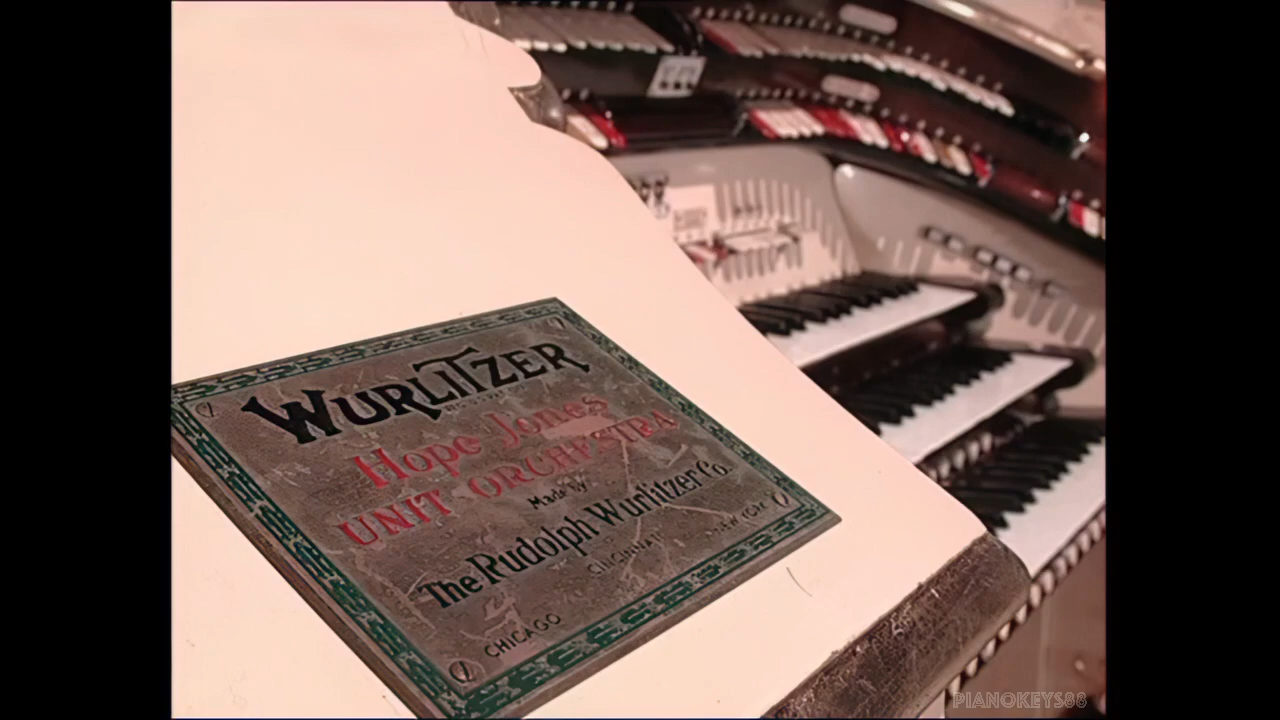 WURLITZER
Hope Jones
UNIT ORCHESTRA
Made by
The Rudolph Wurlitzer Co.
CINCINNATI
CHICAGO
NEW YORK
PIANOKEYS88